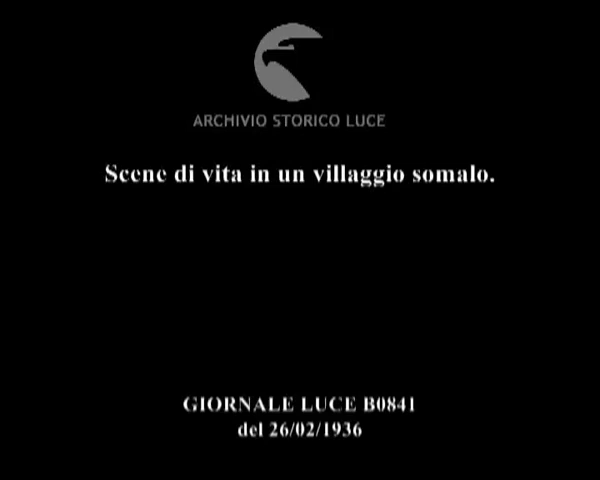 ARCHIVIO STORICO LUCE
Scene di vita in un villaggio somalo.
GIORNALE LUCE B0841
del 26/02/1936